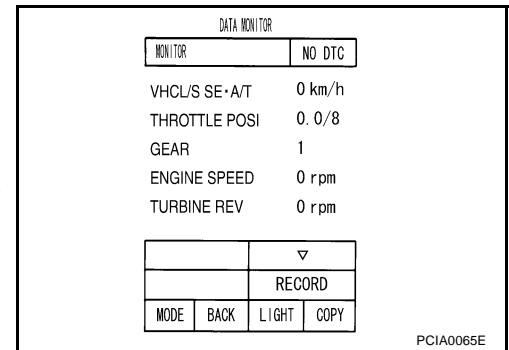 DATA MONITOR
MONITOR NO DTC
VHCL/S SE·A/T 0 km/h
THROTTLE POSI 0.0/8
GEAR 1
ENGINE SPEED 0 rpm
TURBINE REV 0 rpm
▽
RECORD
MODE BACK LIGHT COPY
PCIA0065E